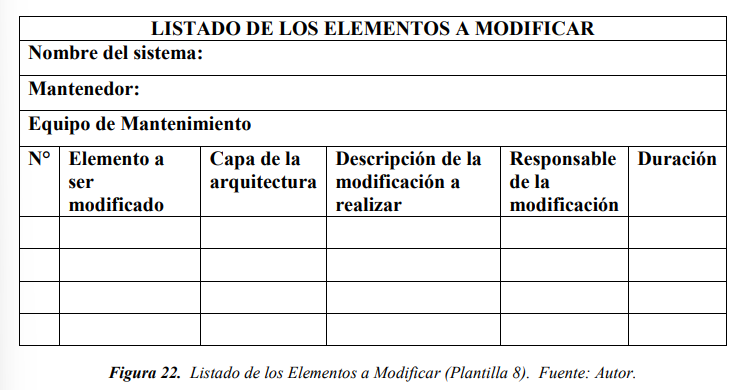 LISTADO DE LOS ELEMENTOS A MODIFICAR
Nombre del sistema:
Mantenedor:
Equipo de Mantenimiento
N° Elemento a ser modificado Capa de la arquitectura Descripción de la modificación a realizar Responsable de la modificación Duración
Figura 22. Listado de los Elementos a Modificar (Plantilla 8). Fuente: Autor.